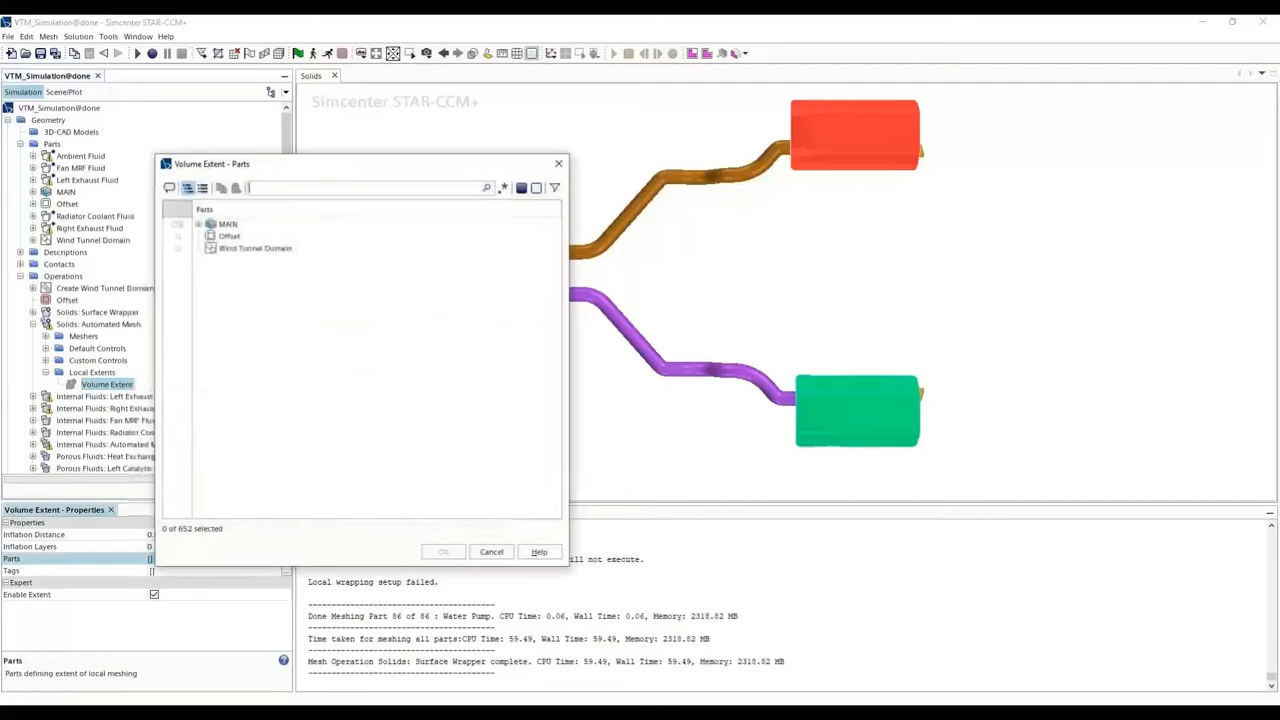 VTM_Simulation@done - Simcenter STAR-CCM+
File Edit Mesh Solution Tools Window Help
VTM_Simulation@done
Solids
Simulation Scene/Plot
VTM_Simulation@done
Geometry
3D-CAD Models
Parts
Ambient Fluid
Fan MRF Fluid
Left Exhaust Fluid
MAIN
Offset
Radiator Coolant Fluid
Right Exhaust Fluid
Wind Tunnel Domain
Descriptions
Contacts
Operations
Create Wind Tunnel Domain
Offset
Solids: Surface Wrapper
Solids: Automated Mesh
Meshers
Default Controls
Custom Controls
Local Extents
Volume Extent
Internal Fluids: Left Exhaus
Internal Fluids: Right Exhaus
Internal Fluids: Fan MRF Flu
Internal Fluids: Radiator Coo
Internal Fluids: Automated M
Porous Fluids: Heat Exchang
Porous Fluids: Left Catalytic
Simcenter STAR-CCM+
Volume Extent - Parts
Parts
MAIN
Offset
Wind Tunnel Domain
0 of 652 selected
OK Cancel Help
Volume Extent - Properties
Properties
Inflation Distance 0.
Inflation Layers 0
Parts []
Tags []
Expert
Enable Extent
Parts
Parts defining extent of local meshing
ill not execute.
Local wrapping setup failed.
Done Meshing Part 86 of 86 : Water Pump. CPU Time: 0.06, Wall Time: 0.06, Memory: 2318.82 MB
Time taken for meshing all parts:CPU Time: 59.49, Wall Time: 59.49, Memory: 2318.82 MB
Mesh Operation Solids: Surface Wrapper complete. CPU Time: 59.49, Wall Time: 59.49, Memory: 2318.82 MB